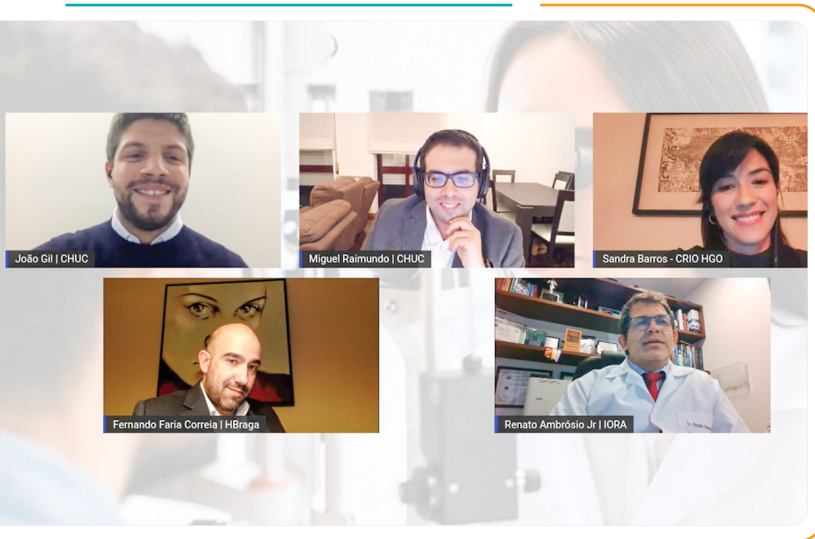 João Gil | CHUC
Miguel Raimundo | CHUC
Sandra Barros - CRIO HGO
Fernando Faria Correia | HBraga
Renato Ambrósio Jr | IORA